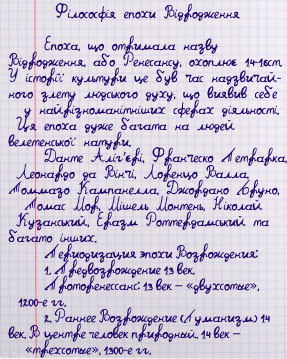 Філософія епохи Відродження
Епоха, що отримала назву
Відродження, або Ренесансу, охоплює 14-16ст.
У історії культури це був час надзвичай-
ного злету людського духу, що виявив себе
у найрізноманітніших сферах діяльності.
Ця епоха дуже багата на людей
велетенської натури.
Данте Аліг'єрі, Франческо Петрарка,
Леонардо да Вінчі, Лоренцо Валла,
Томмазо Кампанелла, Джордано Бруно,
Томас Мор, Мішель Монтень, Ніколай
Кузанський, Еразм Роттердамський та
багато інших.
Периодизация эпохи Возрождения:
1. Предвозрождение 13 век.
Проторенессанс: 13 век – «двухсотые»,
1200-е гг.
2. Раннее Возрождение (Гуманизм) 14
век. В центре человек природный. 14 век –
«трехсотые», 1300-е гг.